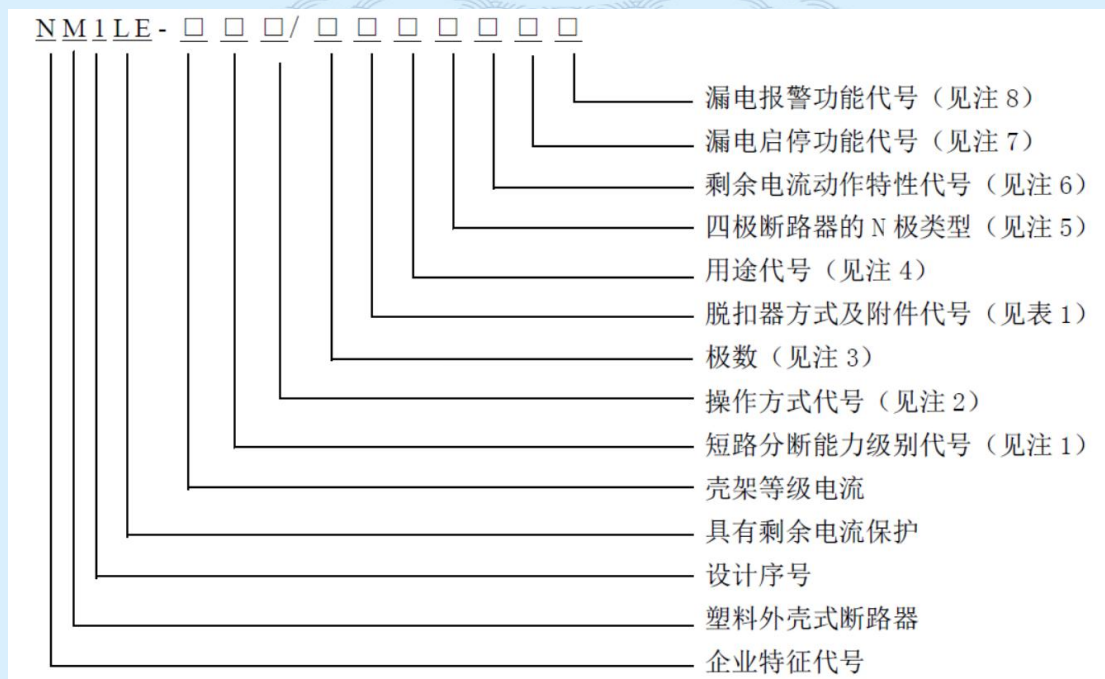 NM1LE-□□□/□□□□□□□
漏电报警功能代号（见注 8）
漏电启停功能代号（见注 7）
剩余电流动作特性代号（见注 6）
四极断路器的 N 极类型（见注 5）
用途代号（见注 4）
脱扣器方式及附件代号（见表 1）
极数（见注 3）
操作方式代号（见注 2）
短路分断能力级别代号（见注 1）
壳架等级电流
具有剩余电流保护
设计序号
塑料外壳式断路器
企业特征代号